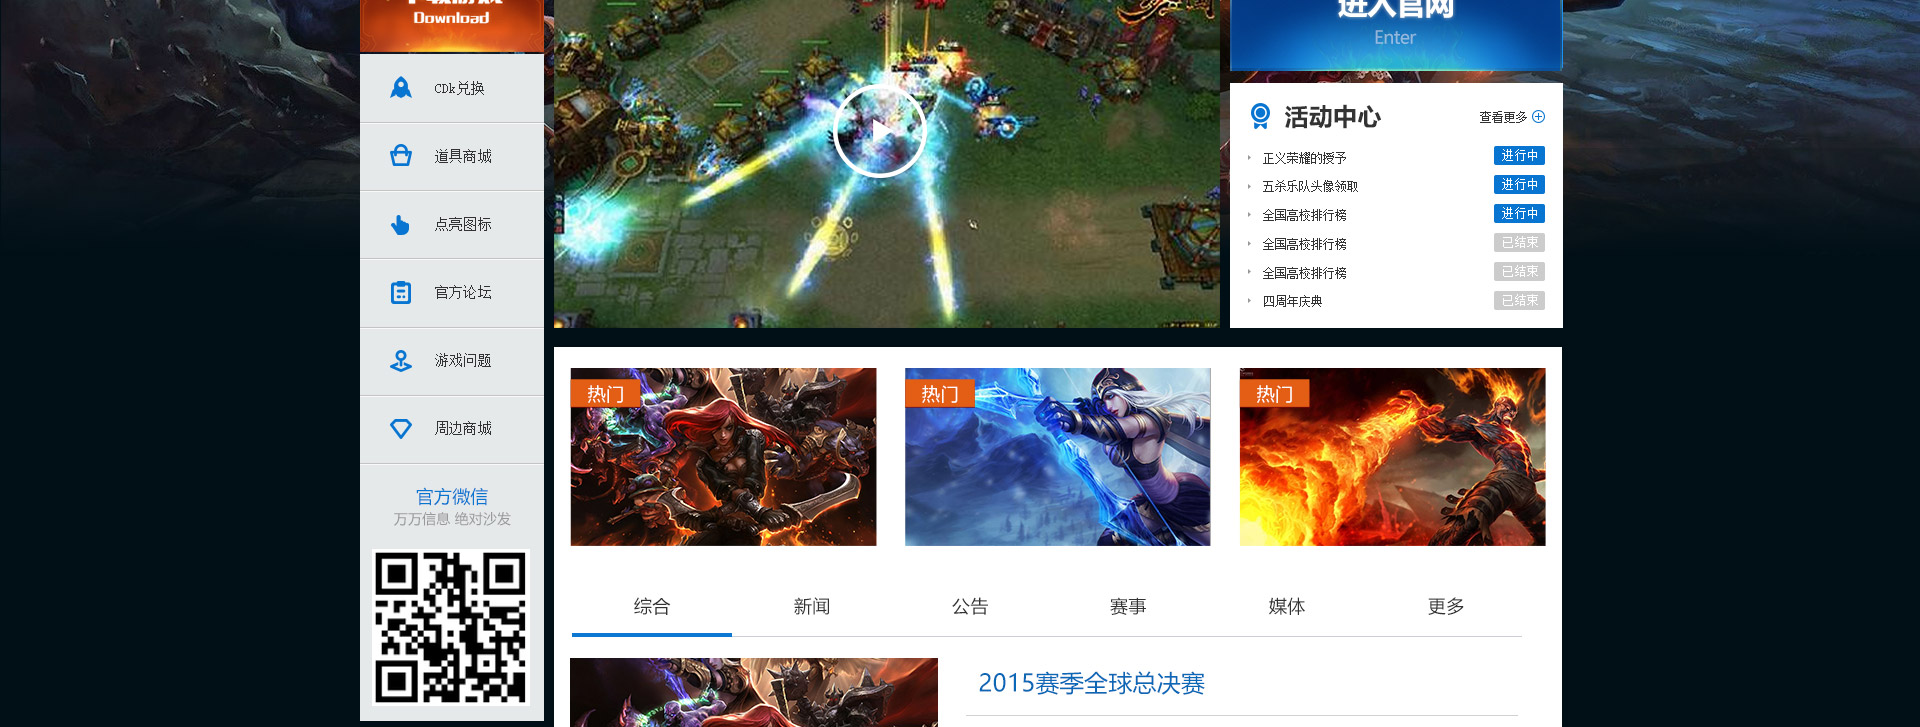 下载游戏
Download
CDk兑换
道具商城
点亮图标
官方论坛
游戏问题
周边商城
官方微信
万万信息 绝对沙发
进入官网
Enter
活动中心
查看更多
正义荣耀的授予 进行中
五杀乐队头像领取 进行中
全国高校排行榜 进行中
全国高校排行榜 已结束
全国高校排行榜 已结束
四周年庆典 已结束
热门
热门
热门
综合 新闻 公告 赛事 媒体 更多
2015赛季全球总决赛